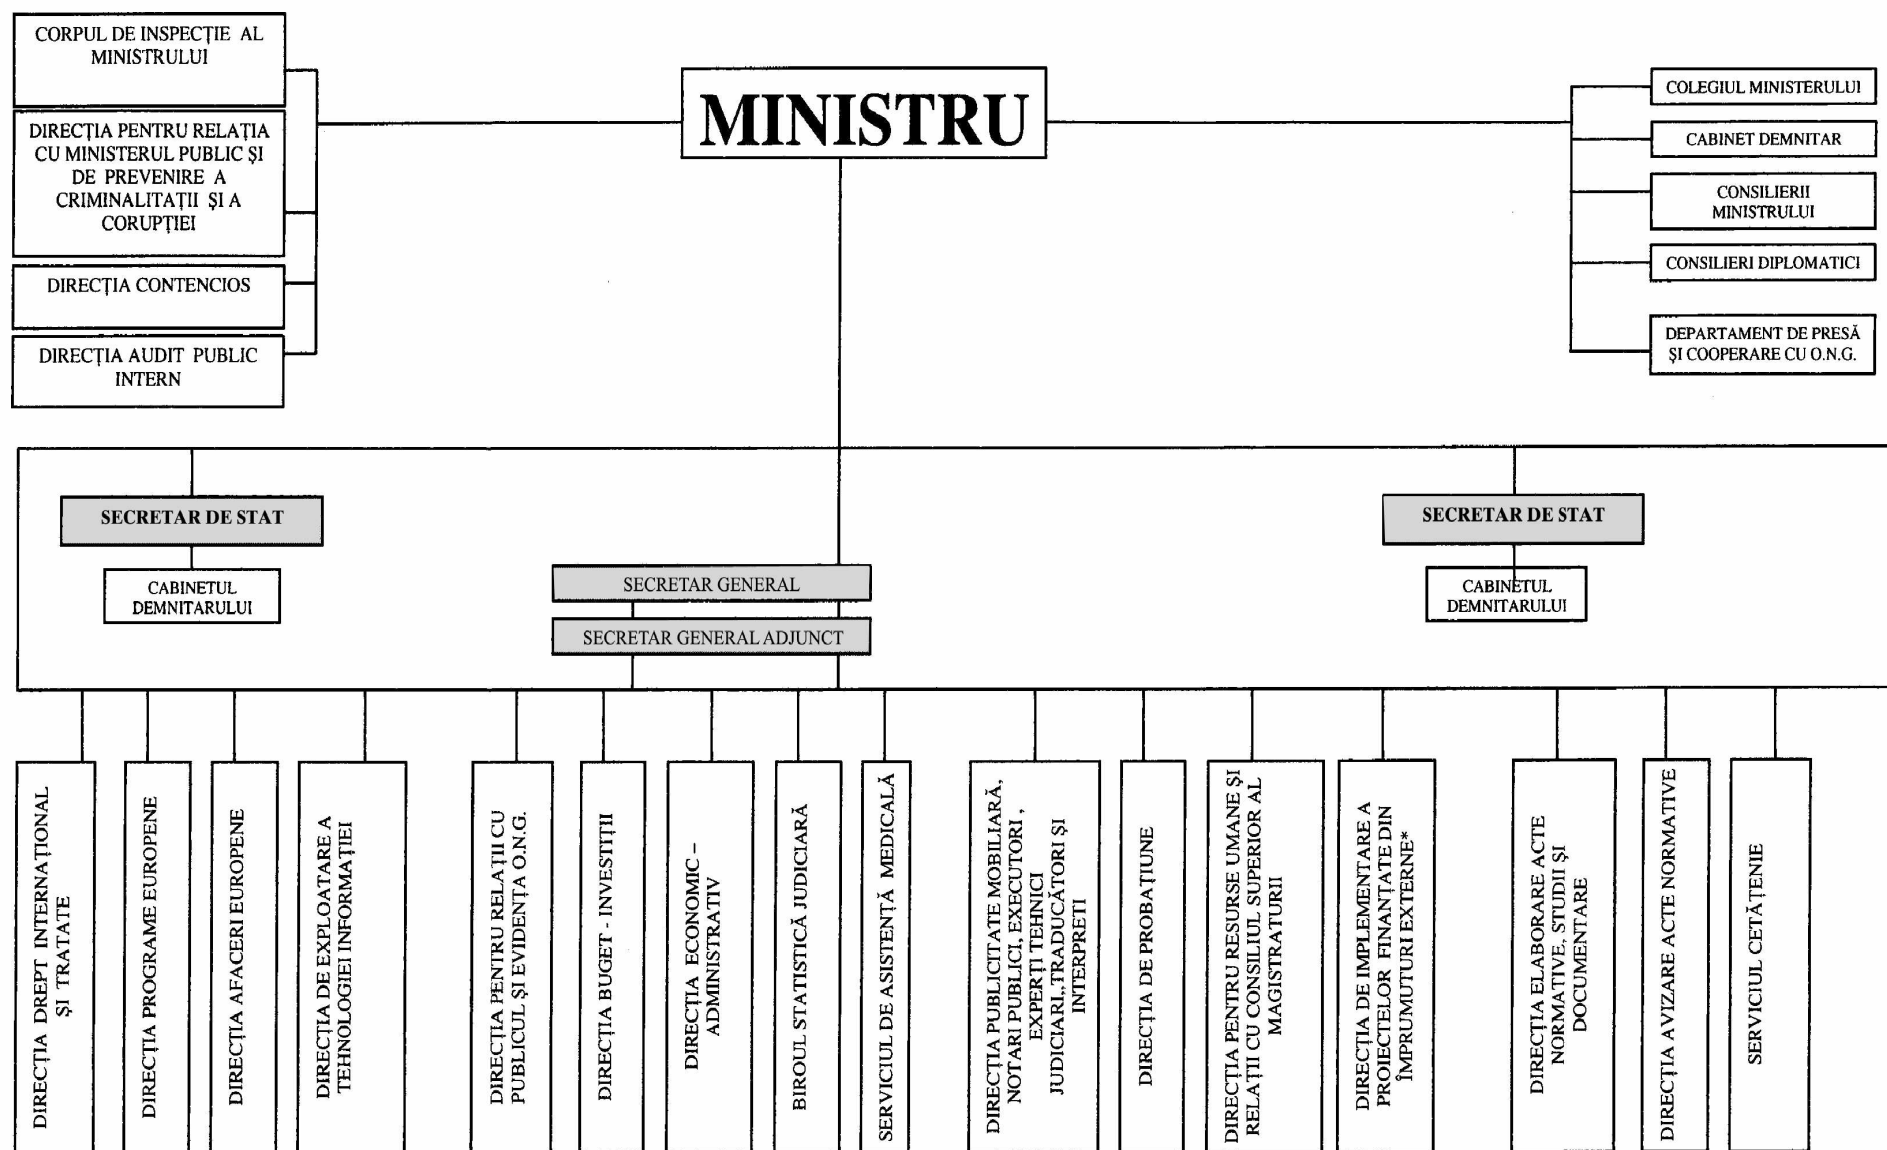 CORPUL DE INSPECȚIE AL
MINISTRULUI
DIRECȚIA PENTRU RELAȚIA
CU MINISTERUL PUBLIC ȘI
DE PREVENIRE A
CRIMINALITAȚII ȘI A
CORUPȚIEI
DIRECȚIA CONTENCIOS
DIRECȚIA AUDIT PUBLIC
INTERN
MINISTRU
COLEGIUL MINISTERULUI
CABINET DEMNITAR
CONSILIERII
MINISTRULUI
CONSILIERI DIPLOMATICI
DEPARTAMENT DE PRESĂ
ȘI COOPERARE CU O.N.G.
SECRETAR DE STAT
CABINETUL
DEMNITARULUI
SECRETAR GENERAL
SECRETAR GENERAL ADJUNCT
SECRETAR DE STAT
CABINETUL
DEMNITARULUI
DIRECȚIA DREPT INTERNAȚIONAL
ȘI TRATATE
DIRECȚIA PROGRAME EUROPENE
DIRECȚIA AFACERI EUROPENE
DIRECȚIA DE EXPLOATARE A
TEHNOLOGIEI INFORMAȚIEI
DIRECȚIA PENTRU RELAȚII CU
PUBLICUL ȘI EVIDENȚA O.N.G.
DIRECȚIA BUGET - INVESTIȚII
DIRECȚIA ECONOMIC –
ADMINISTRATIV
BIROUL STATISTICĂ JUDICIARĂ
SERVICIUL DE ASISTENȚĂ MEDICALĂ
DIRECȚIA PUBLICITATE MOBILIARĂ,
NOTARI PUBLICI, EXECUTORI ,
EXPERȚI TEHNICI
JUDICIARI,,TRADUCĂTORI ȘI
INTERPRETI
DIRECȚIA DE PROBAȚIUNE
DIRECȚIA PENTRU RESURSE UMANE ȘI
RELAȚII CU CONSILIUL SUPERIOR AL
MAGISTRATURII
DIRECȚIA DE IMPLEMENTARE A
PROIECTELOR FINANȚATE DIN
ÎMPRUMUTURI EXTERNE*
DIRECȚIA ELABORARE ACTE
NORMATIVE, STUDII ȘI
DOCUMENTARE
DIRECȚIA AVIZARE ACTE NORMATIVE
SERVICIUL CETĂȚENIE